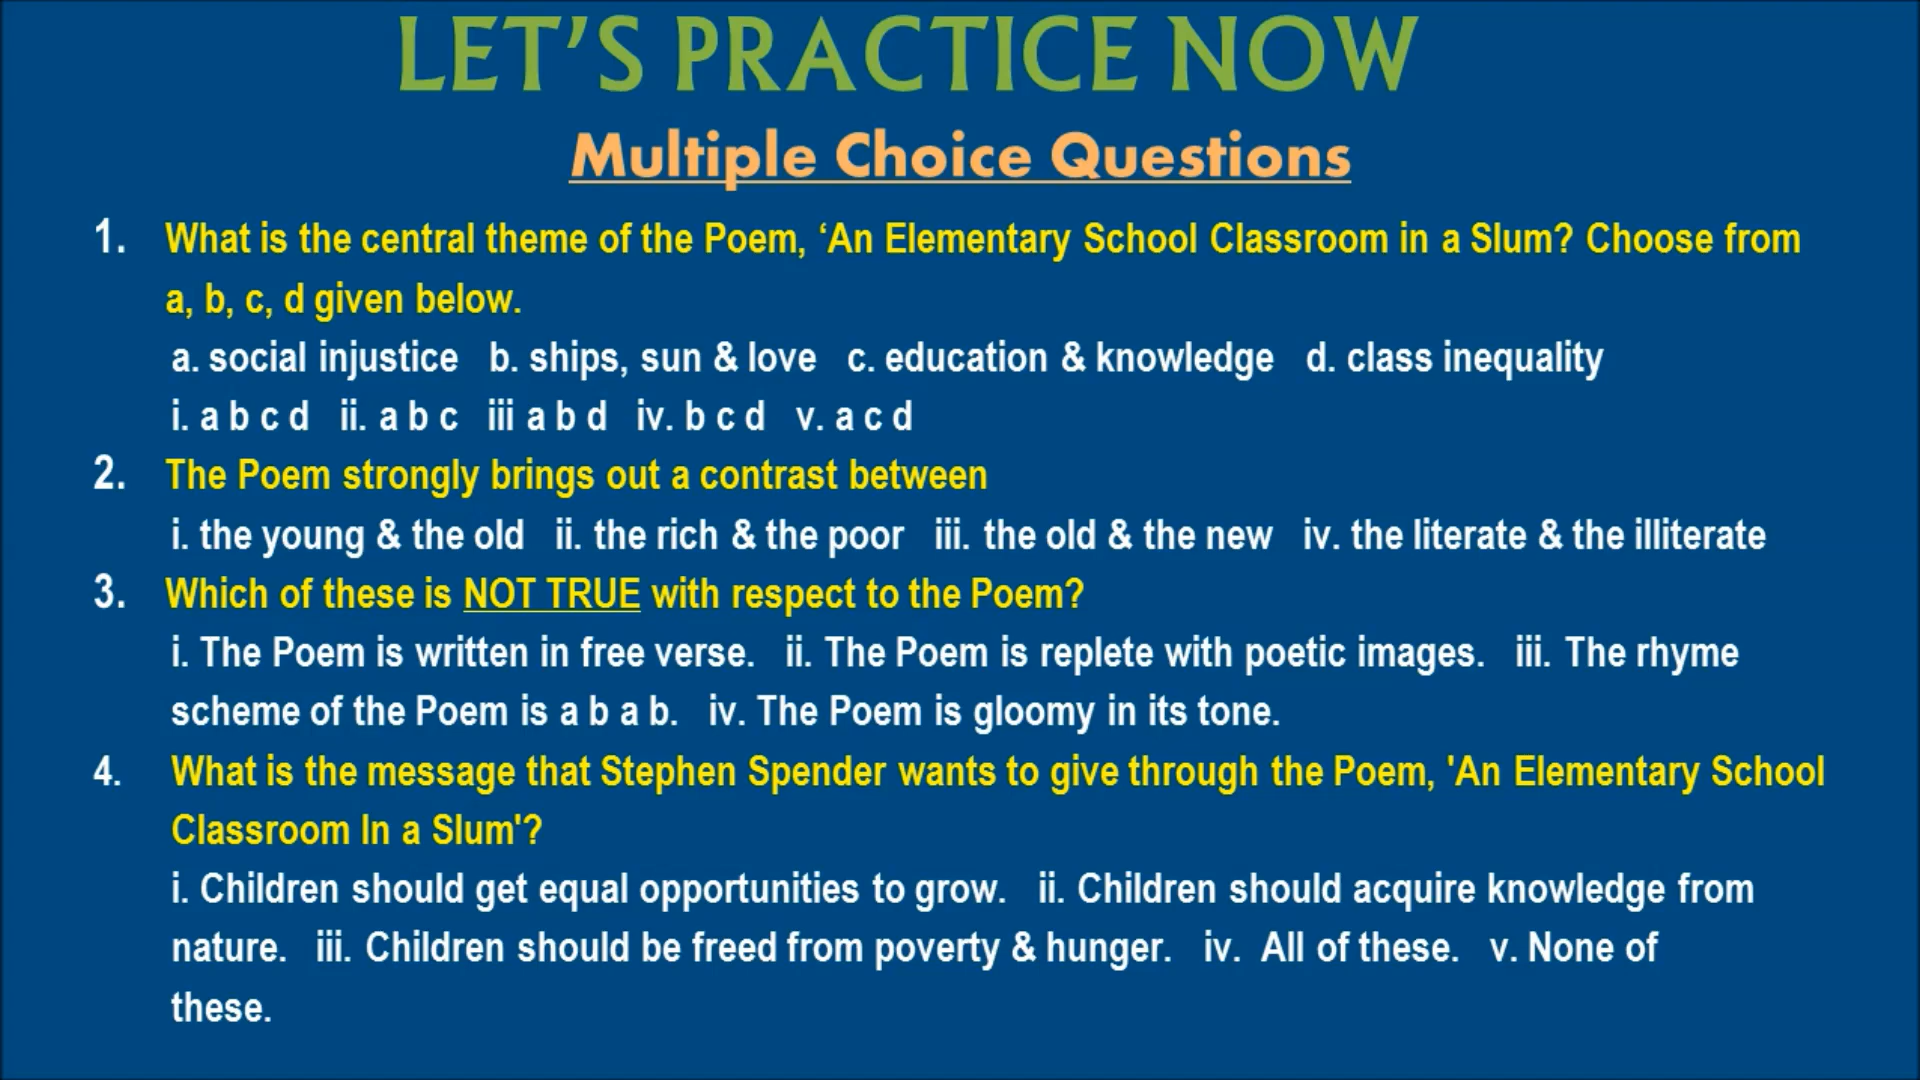 LET'S PRACTICE NOW
Multiple Choice Questions
1. What is the central theme of the Poem, ‘An Elementary School Classroom in a Slum? Choose from
a, b, c, d given below.
a. social injustice b. ships, sun & love c. education & knowledge d. class inequality
i. a b c d ii. a b c iii a b d iv. b c d v. a c d
2. The Poem strongly brings out a contrast between
i. the young & the old ii. the rich & the poor iii. the old & the new iv. the literate & the illiterate
3. Which of these is NOT TRUE with respect to the Poem?
i. The Poem is written in free verse. ii. The Poem is replete with poetic images. iii. The rhyme
scheme of the Poem is a b a b. iv. The Poem is gloomy in its tone.
4. What is the message that Stephen Spender wants to give through the Poem, 'An Elementary School
Classroom In a Slum'?
i. Children should get equal opportunities to grow. ii. Children should acquire knowledge from
nature. iii. Children should be freed from poverty & hunger. iv. All of these. v. None of
these.